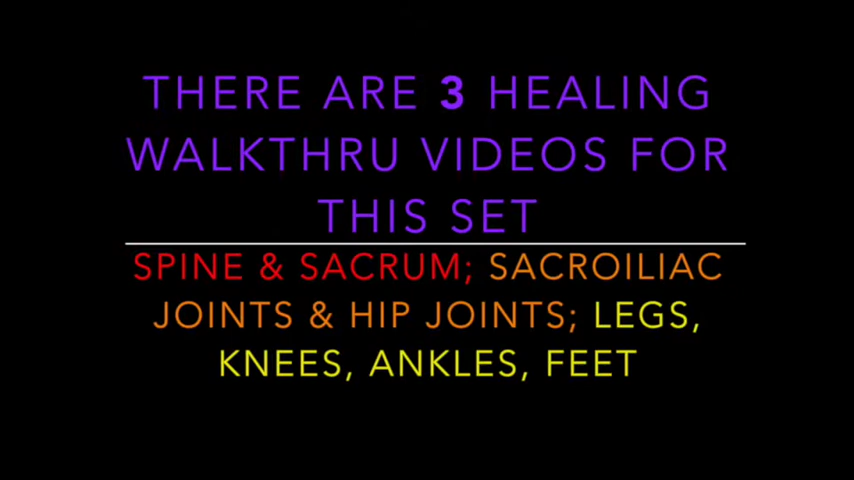 THERE ARE 3 HEALING
WALKTHRU VIDEOS FOR
THIS SET
SPINE & SACRUM; SACROILIAC
JOINTS & HIP JOINTS; LEGS,
KNEES, ANKLES, FEET